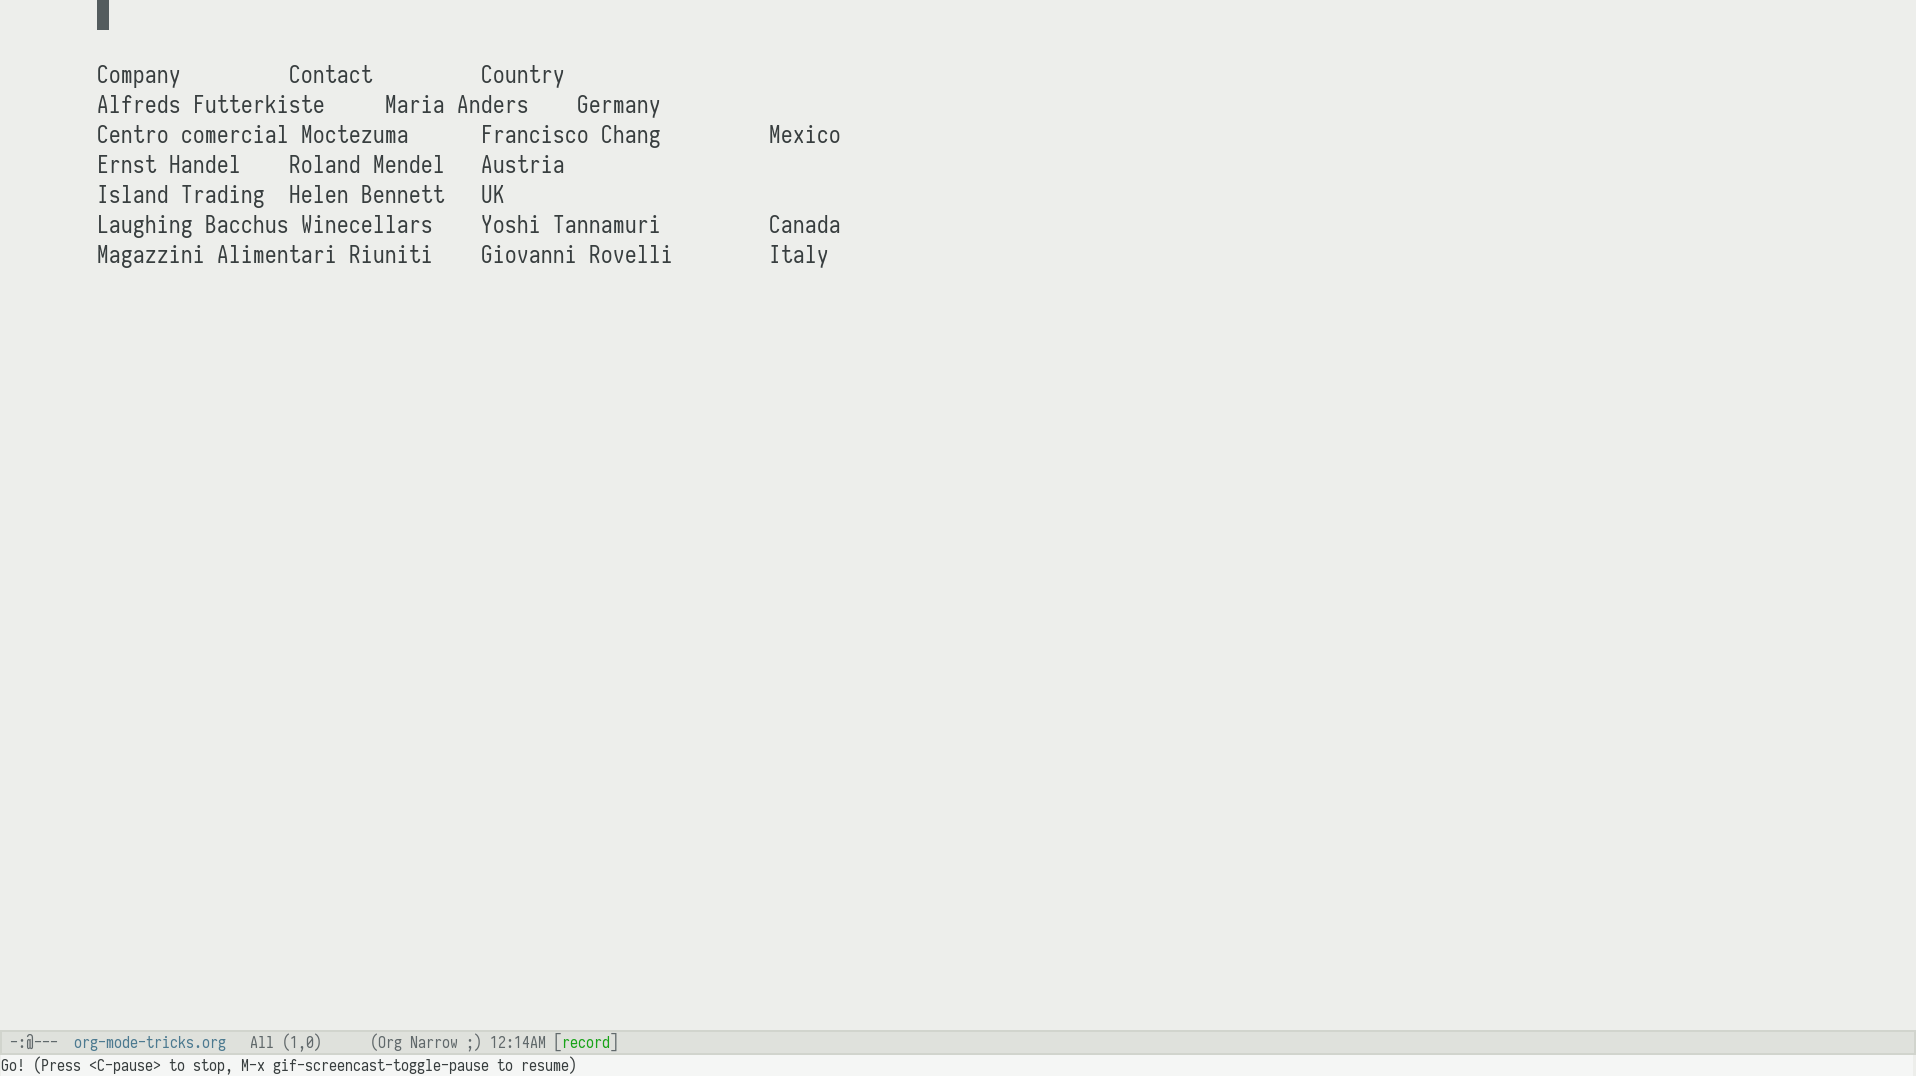 Company         Contact         Country
Alfreds Futterkiste     Maria Anders    Germany
Centro comercial Moctezuma      Francisco Chang         Mexico
Ernst Handel    Roland Mendel   Austria
Island Trading  Helen Bennett   UK
Laughing Bacchus Winecellars    Yoshi Tannamuri         Canada
Magazzini Alimentari Riuniti    Giovanni Rovelli        Italy
-:@---  org-mode-tricks.org   All (1,0)      (Org Narrow ;) 12:14AM [record]
Go! (Press <C-pause> to stop, M-x gif-screencast-toggle-pause to resume)